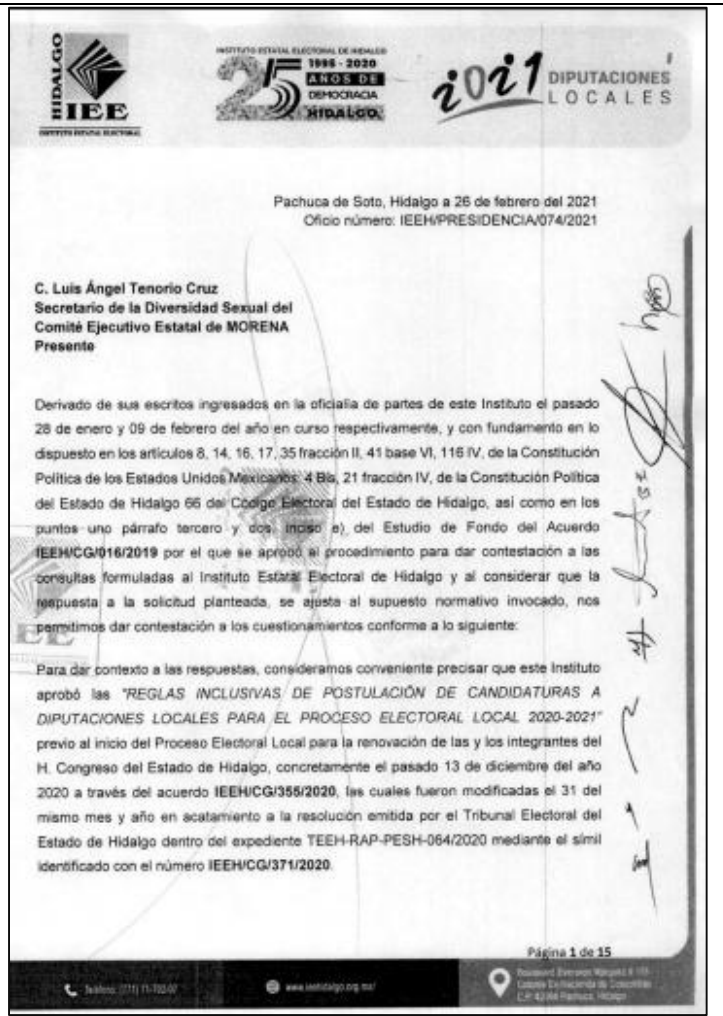 HIDALGO
IEE
INSTITUTO ESTATAL ELECTORAL
INSTITUTO ESTATAL ELECTORAL DE HIDALGO
25
1995 - 2020
AÑOS DE
DEMOCRACIA
HIDALGO
2021 DIPUTACIONES
LOCALES
Pachuca de Soto, Hidalgo a 26 de febrero del 2021
Oficio número: IEEH/PRESIDENCIA/074/2021
C. Luis Ángel Tenorio Cruz
Secretario de la Diversidad Sexual del
Comité Ejecutivo Estatal de MORENA
Presente
Derivado de sus escritos ingresados en la oficialía de partes de este Instituto el pasado
28 de enero y 09 de febrero del año en curso respectivamente, y con fundamento en lo
dispuesto en los artículos 8, 14, 16, 17, 35 fracción II, 41 base VI, 116 IV, de la Constitución
Política de los Estados Unidos Mexicanos; 4 Bis, 21 fracción IV, de la Constitución Política
del Estado de Hidalgo 66 del Código Electoral del Estado de Hidalgo, así como en los
puntos uno párrafo tercero y dos, inciso e) del Estudio de Fondo del Acuerdo
IEEH/CG/016/2019 por el que se aprobó el procedimiento para dar contestación a las
consultas formuladas al Instituto Estatal Electoral de Hidalgo y al considerar que la
respuesta a la solicitud planteada, se ajusta al supuesto normativo invocado, nos
permitimos dar contestación a los cuestionamientos conforme a lo siguiente:
Para dar contexto a las respuestas, consideramos conveniente precisar que este Instituto
aprobó las "REGLAS INCLUSIVAS DE POSTULACIÓN DE CANDIDATURAS A
DIPUTACIONES LOCALES PARA EL PROCESO ELECTORAL LOCAL 2020-2021"
previo al inicio del Proceso Electoral Local para la renovación de las y los integrantes del
H. Congreso del Estado de Hidalgo, concretamente el pasado 13 de diciembre del año
2020 a través del acuerdo IEEH/CG/355/2020, las cuales fueron modificadas el 31 del
mismo mes y año en acatamiento a la resolución emitida por el Tribunal Electoral del
Estado de Hidalgo dentro del expediente TEEH-RAP-PESH-064/2020 mediante el símil
identificado con el número IEEH/CG/371/2020.
Página 1 de 15
www.ieehidalgo.org.mx/